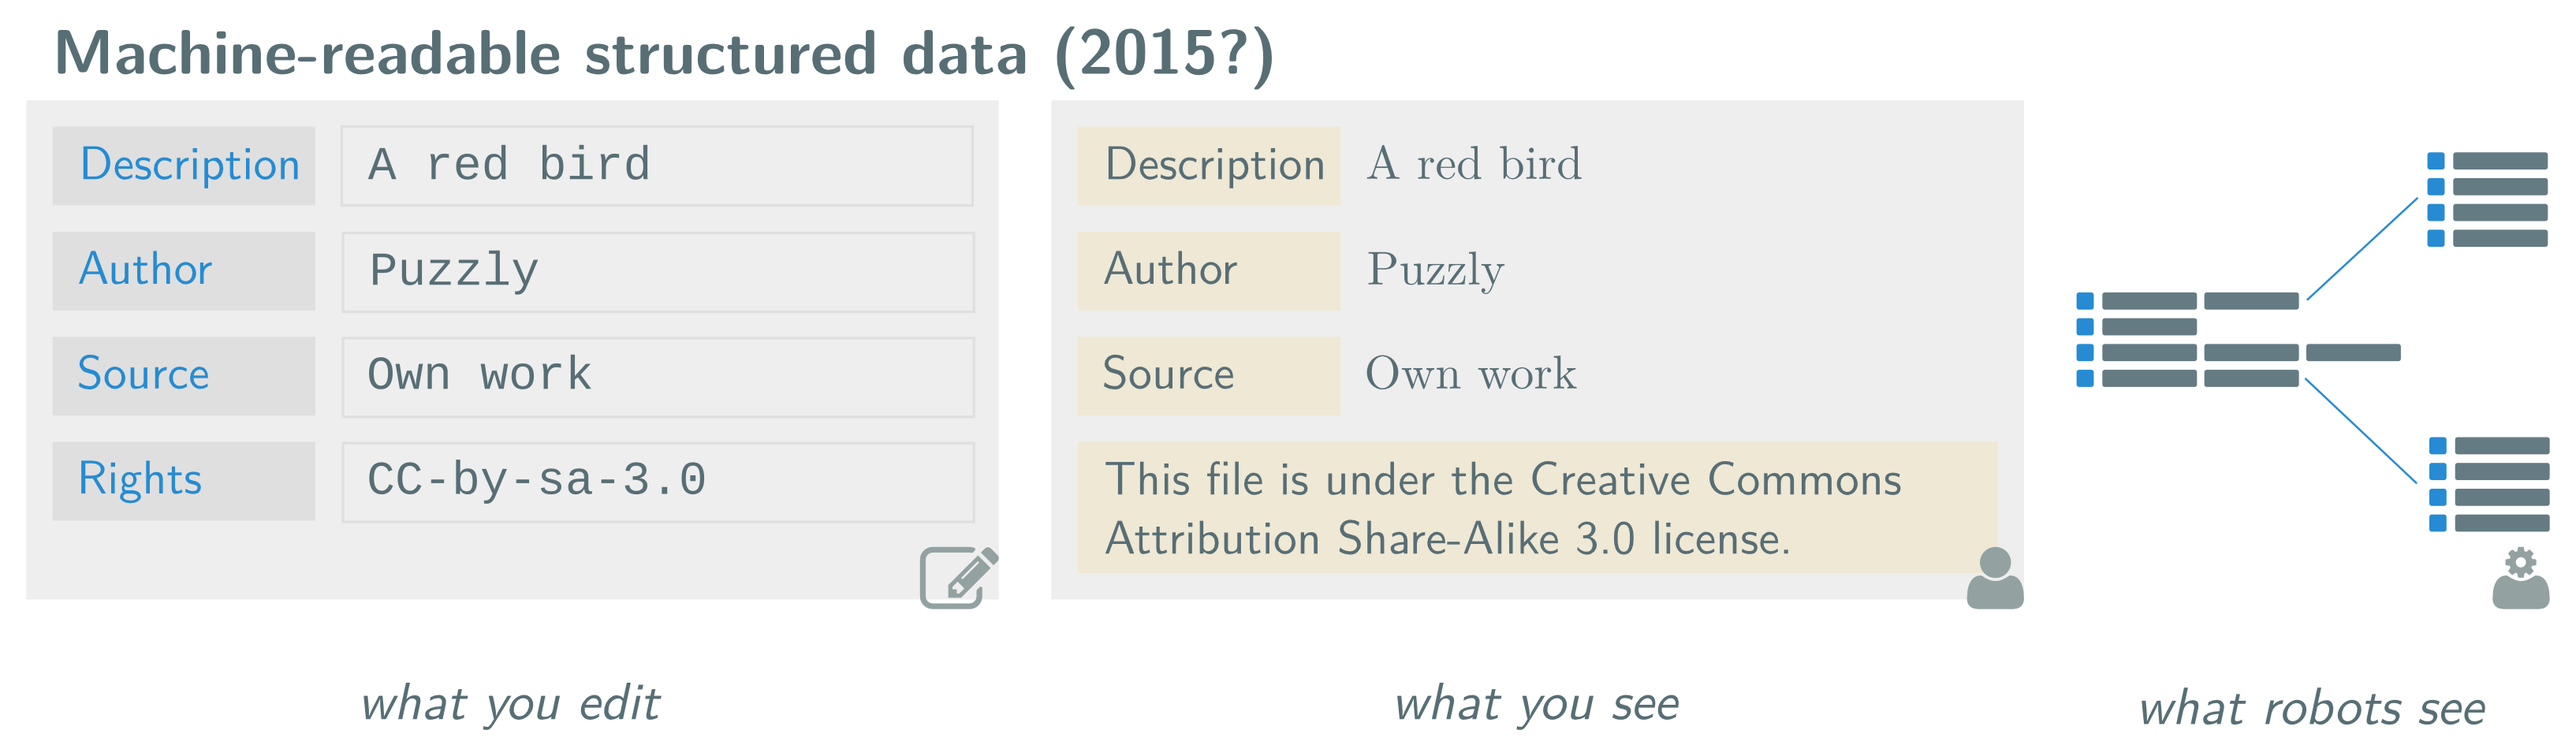 Machine-readable structured data (2015?)
Description A red bird
Author Puzzly
Source Own work
Rights CC-by-sa-3.0
what you edit
Description A red bird
Author Puzzly
Source Own work
This file is under the Creative Commons
Attribution Share-Alike 3.0 license.
what you see
what robots see